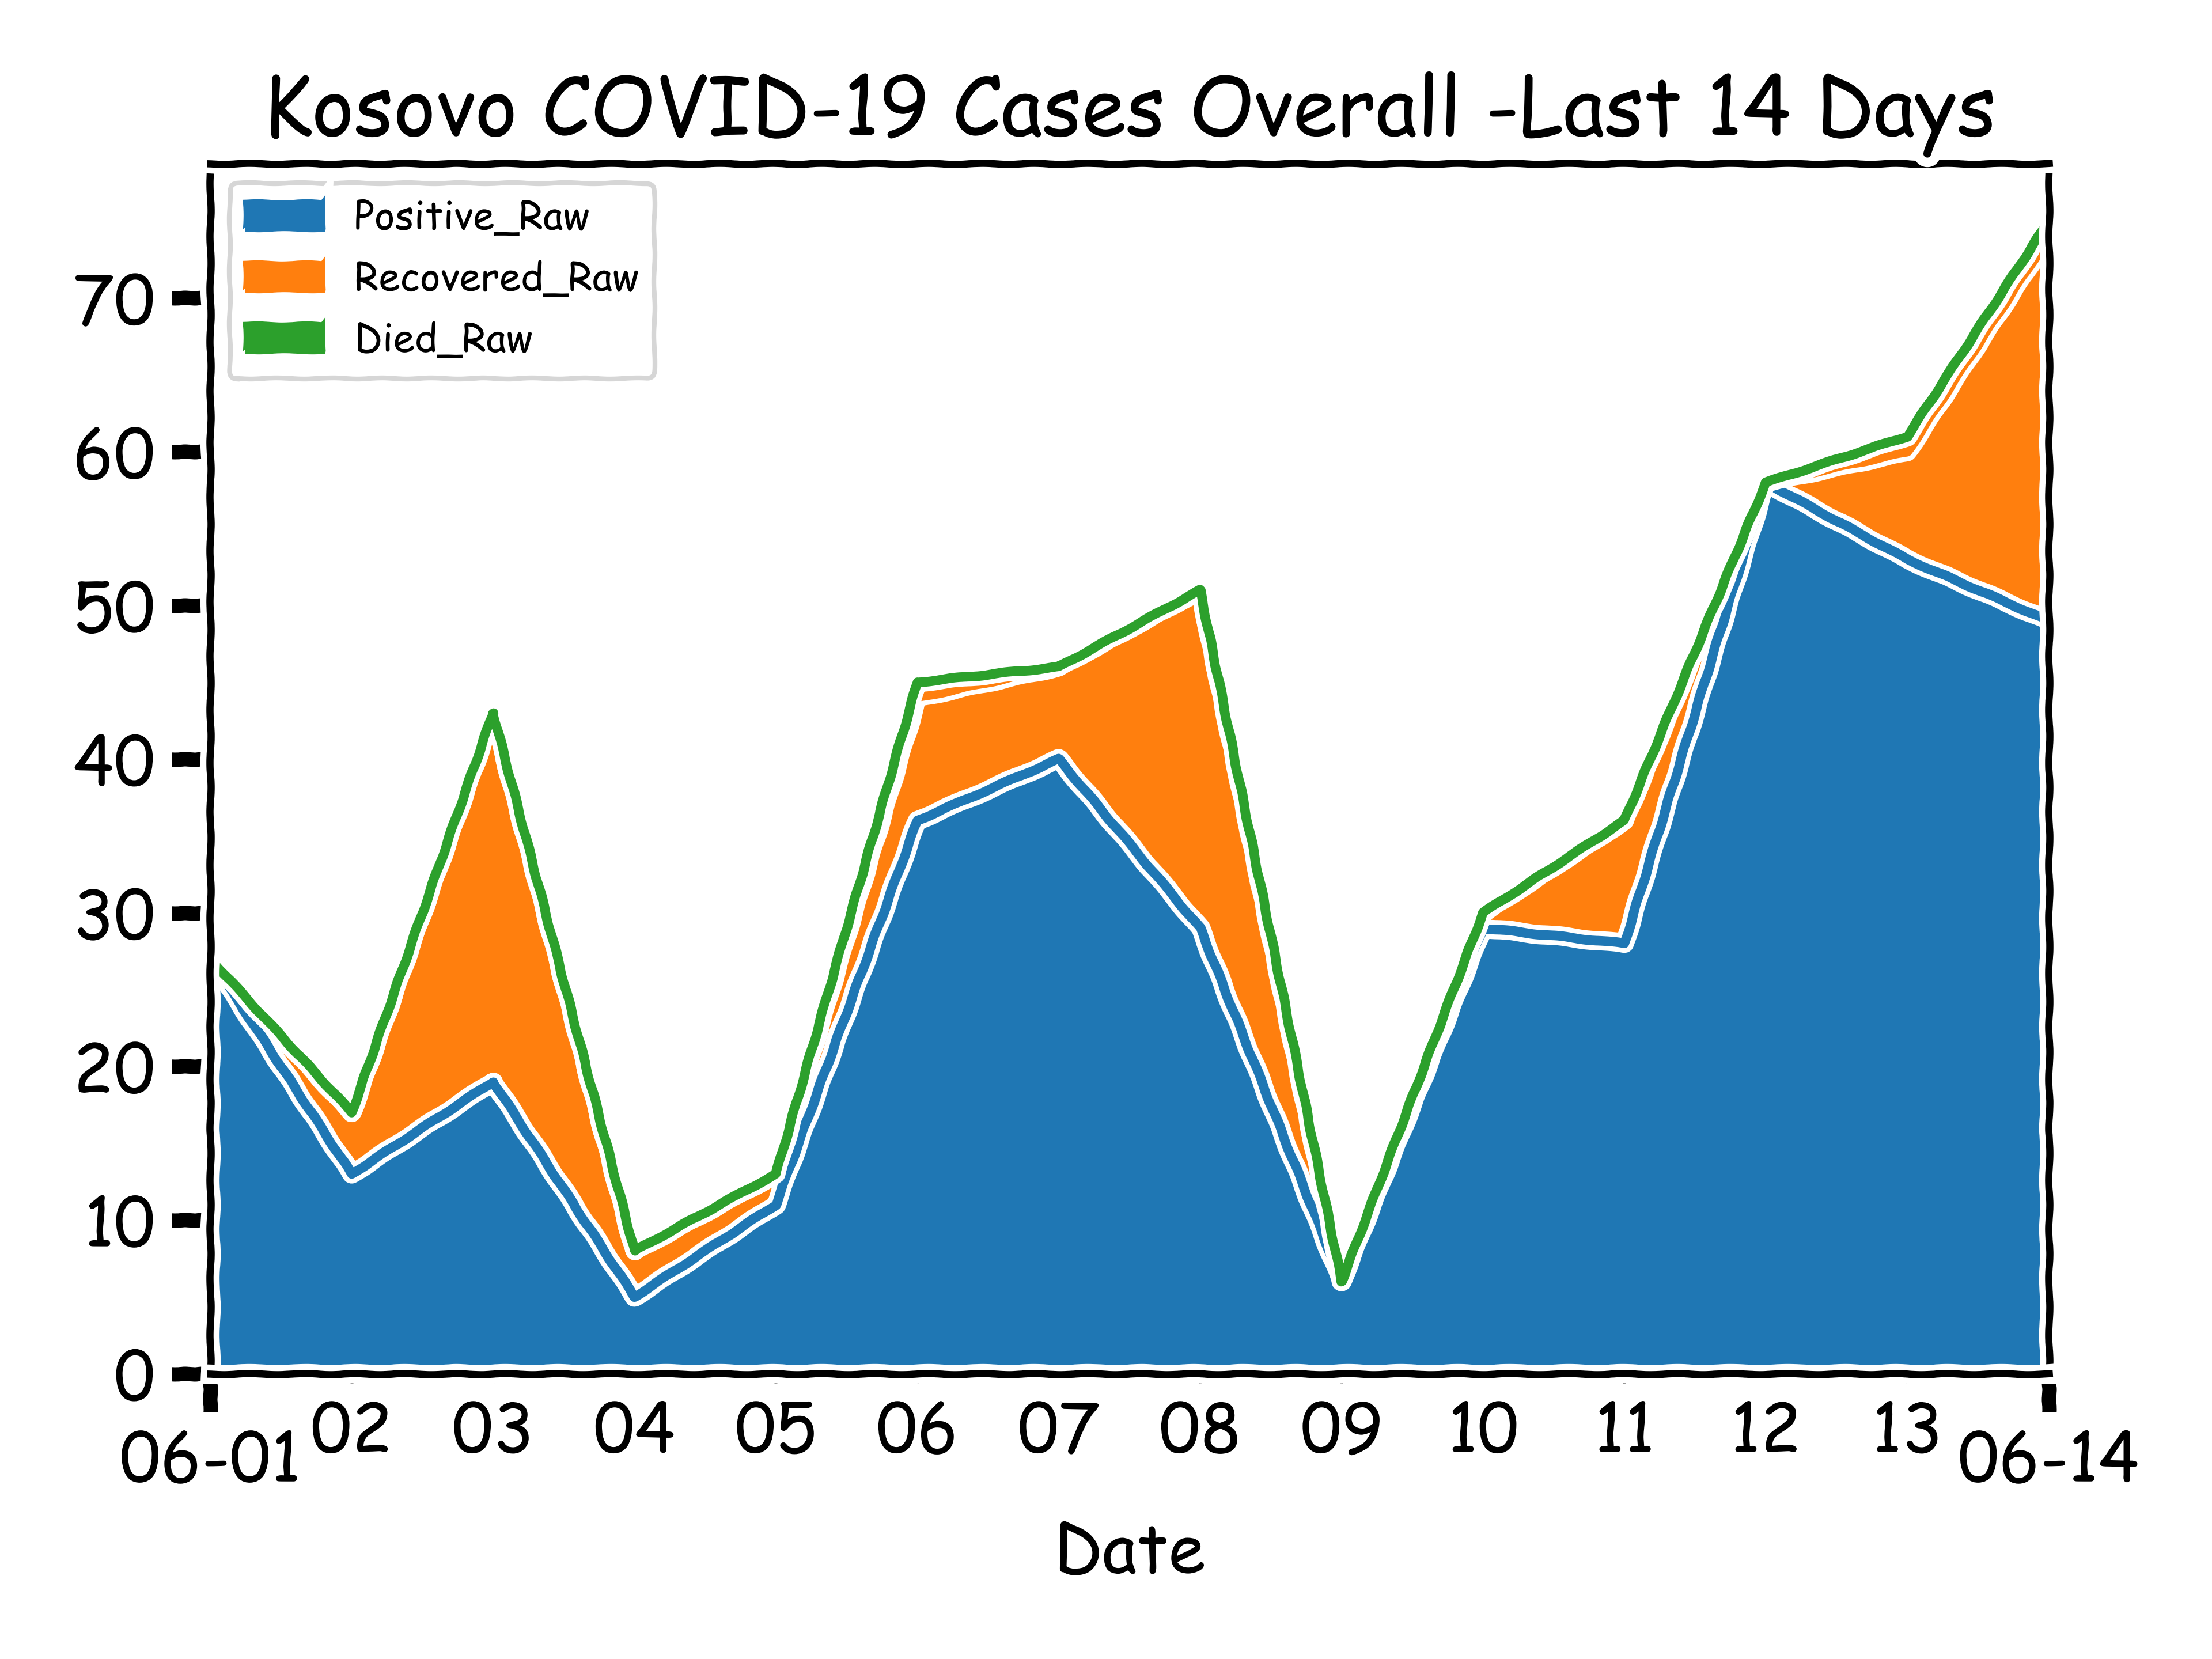 Kosovo COVID-19 Cases Overall -Last 14 Days
Positive_Raw
Recovered_Raw
Died_Raw
70
60
50
40
30
20
10
0
06-01 02 03 04 05 06 07 08 09 10 11 12 13 06-14
Date